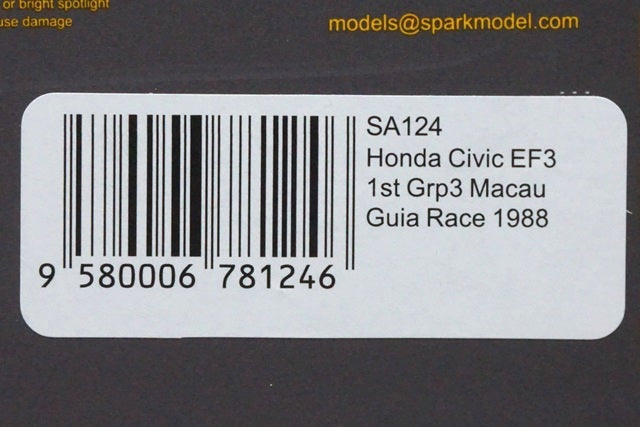 or bright spotlight
use damage
models@sparkmodel.com
SA124
Honda Civic EF3
1st Grp3 Macau
Guia Race 1988
9 580006 781246